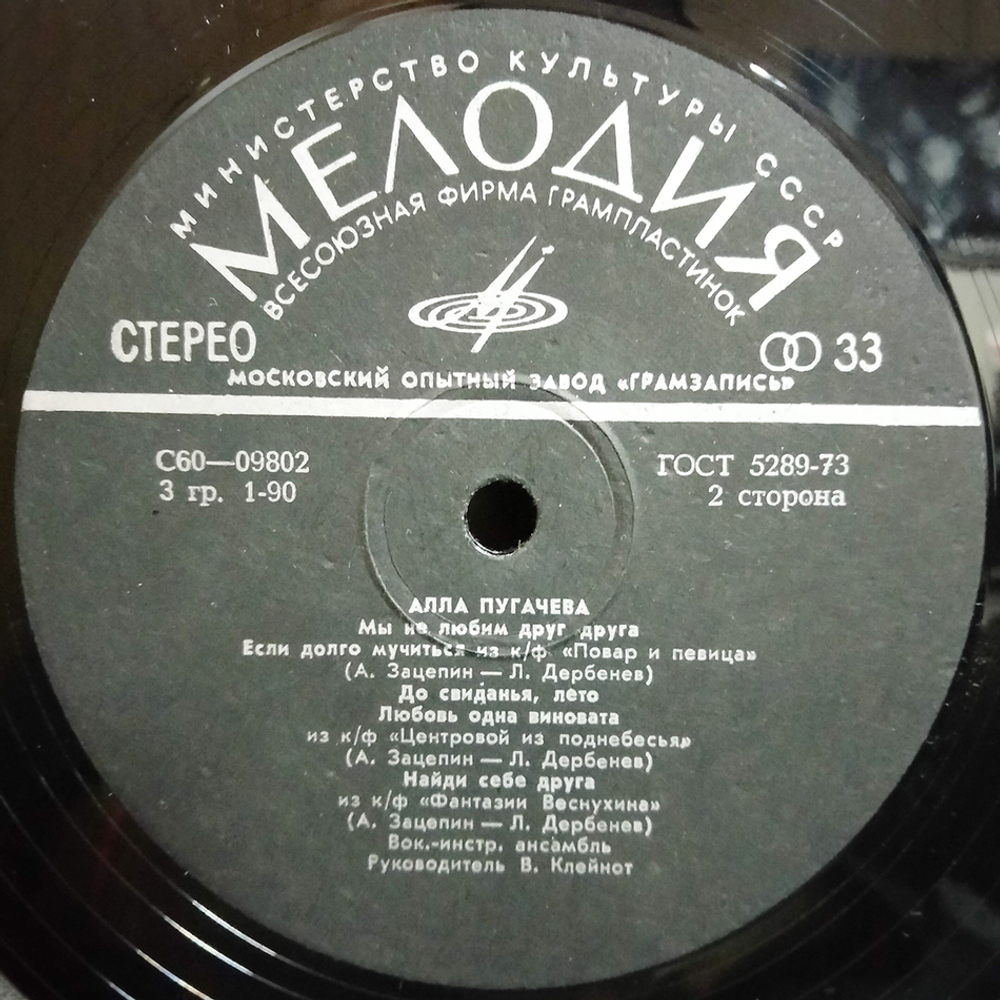 МИНИСТЕРСТВО КУЛЬТУРЫ СССР
МЕЛОДИЯ
ВСЕСОЮЗНАЯ ФИРМА ГРАМПЛАСТИНОК
СТЕРЕО
33
МОСКОВСКИЙ ОПЫТНЫЙ ЗАВОД «ГРАМЗАПИСЬ»
С60—09802
ГОСТ 5289-73
3 гр. 1-90
2 сторона
АЛЛА ПУГАЧЕВА
Мы не любим друг друга
Если долго мучиться из к/ф «Повар и певица»
(А. Зацепин — Л. Дербенев)
До свиданья, лето
Любовь одна виновата
из к/ф «Центровой из поднебесья»
(А. Зацепин — Л. Дербенев)
Найди себе друга
из к/ф «Фантазии Веснухина»
(А. Зацепин — Л. Дербенев)
Вок.-инстр. ансамбль
Руководитель В. Клейнот